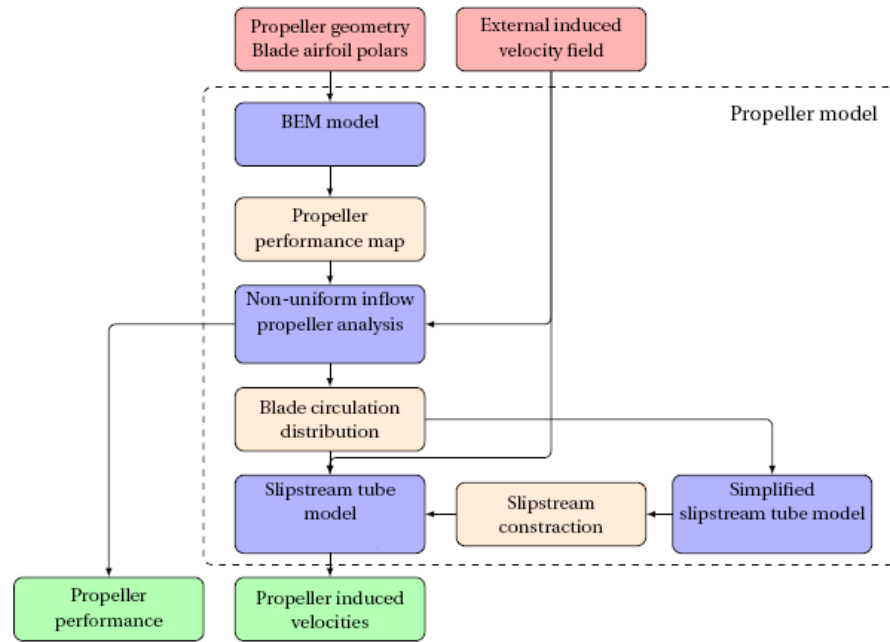 Propeller geometry
Blade airfoil polars
External induced
velocity field
Propeller model
BEM model
Propeller
performance map
Non-uniform inflow
propeller analysis
Blade circulation
distribution
Slipstream tube
model
Slipstream
constraction
Simplified
slipstream tube model
Propeller
performance
Propeller induced
velocities